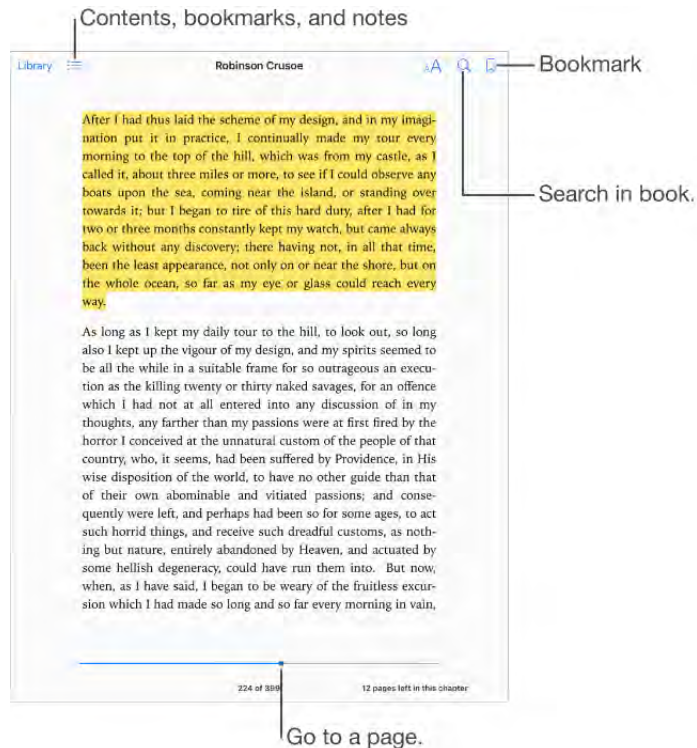 Contents, bookmarks, and notes
Library
Robinson Crusoe
AA
Bookmark
Search in book.
After I had thus laid the scheme of my design, and in my imagi-
nation put it in practice, I continually made my tour every
morning to the top of the hill, which was from my castle, as I
called it, about three miles or more, to see if I could observe any
boats upon the sea, coming near the island, or standing over
towards it; but I began to tire of this hard duty, after I had for
two or three months constantly kept my watch, but came always
back without any discovery; there having not, in all that time,
been the least appearance, not only on or near the shore, but on
the whole ocean, so far as my eye or glass could reach every
way.
As long as I kept my daily tour to the hill, to look out, so long
also I kept up the vigour of my design, and my spirits seemed to
be all the while in a suitable frame for so outrageous an execu-
tion as the killing twenty or thirty naked savages, for an offence
which I had not at all entered into any discussion of in my
thoughts, any farther than my passions were at first fired by the
horror I conceived at the unnatural custom of the people of that
country, who, it seems, had been suffered by Providence, in His
wise disposition of the world, to have no other guide than that
of their own abominable and vitiated passions; and conse-
quently were left, and perhaps had been so for some ages, to act
such horrid things, and receive such dreadful customs, as noth-
ing but nature, entirely abandoned by Heaven, and actuated by
some hellish degeneracy, could have run them into. But now,
when, as I have said, I began to be weary of the fruitless excur-
sion which I had made so long and so far every morning in vain,
224 of 399
12 pages left in this chapter
Go to a page.